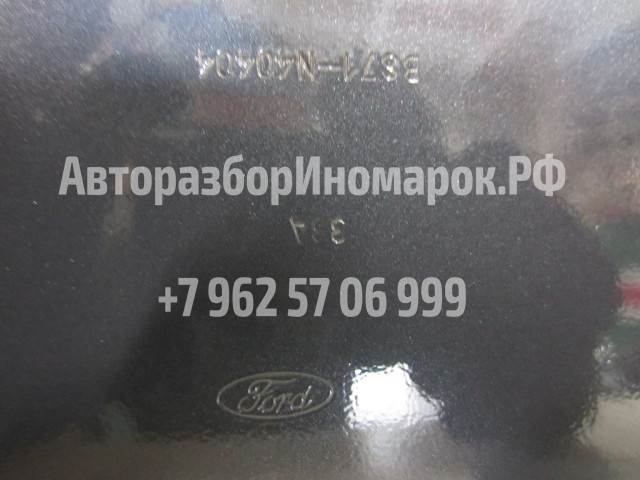 BS71-N40404
АвторазборИномарок.РФ
+7 962 57 06 999
Ford